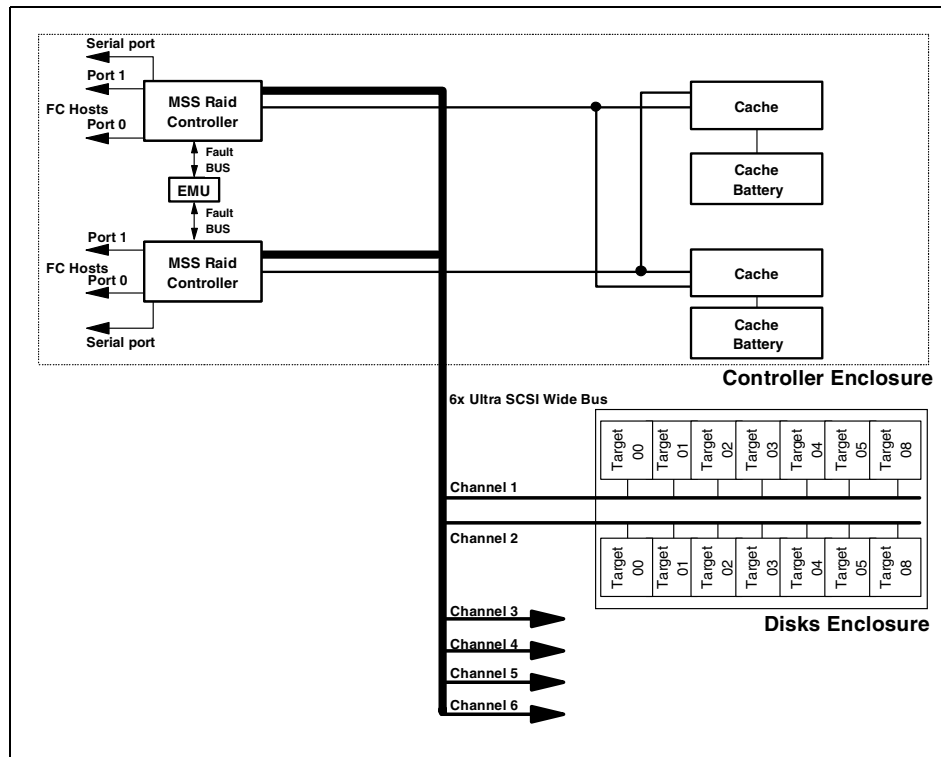 Serial port
Port 1
FC Hosts
Port 0
MSS Raid
Controller
Fault
BUS
EMU
Fault
BUS
Port 1
FC Hosts
Port 0
Serial port
MSS Raid
Controller
Cache
Cache
Battery
Cache
Cache
Battery
Controller Enclosure
6x Ultra SCSI Wide Bus
Target
00
Target
01
Target
02
Target
03
Target
04
Target
05
Target
08
Channel 1
Channel 2
Target
00
Target
01
Target
02
Target
03
Target
04
Target
05
Target
08
Disks Enclosure
Channel 3
Channel 4
Channel 5
Channel 6